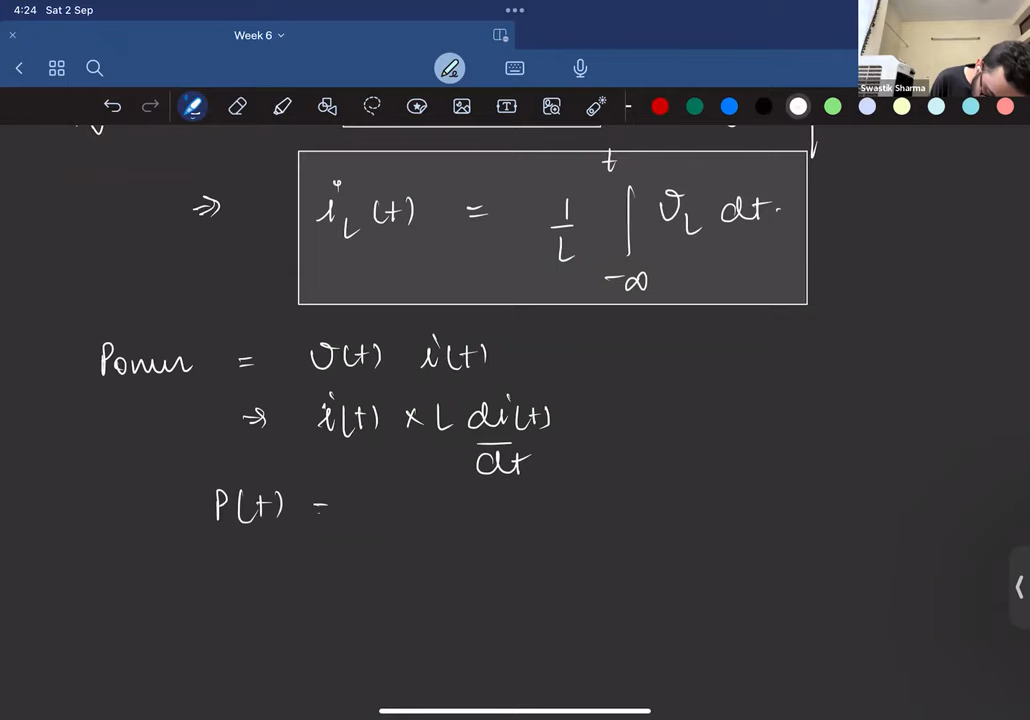 4:24 Sat 2 Sep
Week 6
Swastik Sharma
⇒ i_L(t) = 1/L ∫_{-∞}^{t} v_L dt.
Power = v(t) i(t)
→ i(t) × L di(t)/dt
P(t) =